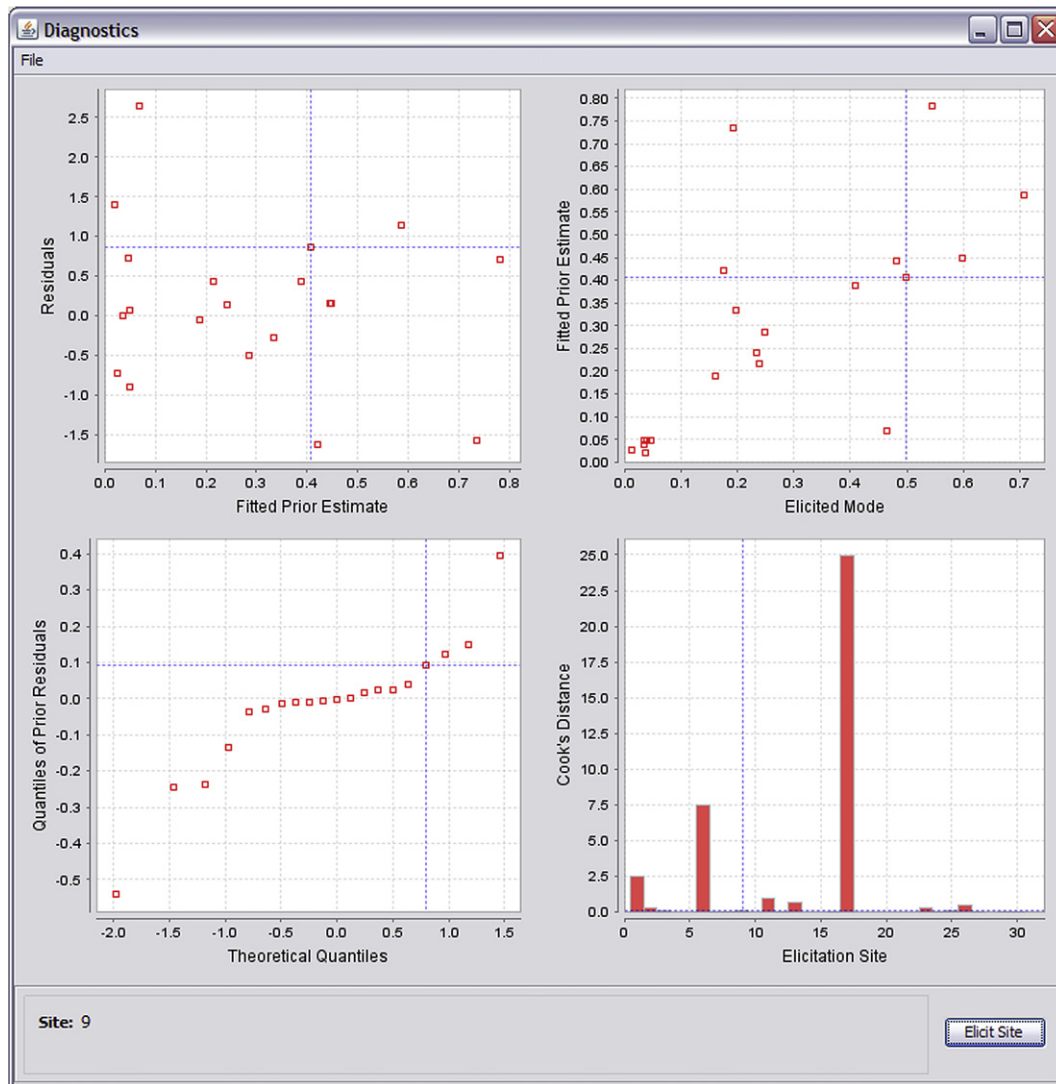 Diagnostics
File
2.5
2.0
1.5
1.0
0.5
0.0
-0.5
-1.0
-1.5
Residuals
0.0 0.1 0.2 0.3 0.4 0.5 0.6 0.7 0.8
Fitted Prior Estimate
0.80
0.75
0.70
0.65
0.60
0.55
0.50
0.45
0.40
0.35
0.30
0.25
0.20
0.15
0.10
0.05
0.00
Fitted Prior Estimate
0.0 0.1 0.2 0.3 0.4 0.5 0.6 0.7
Elicited Mode
0.4
0.3
0.2
0.1
0.0
-0.1
-0.2
-0.3
-0.4
-0.5
Quantiles of Prior Residuals
-2.0 -1.5 -1.0 -0.5 0.0 0.5 1.0 1.5
Theoretical Quantiles
25.0
22.5
20.0
17.5
15.0
12.5
10.0
7.5
5.0
2.5
0.0
Cook's Distance
0 5 10 15 20 25 30
Elicitation Site
Site: 9
Elicit Site